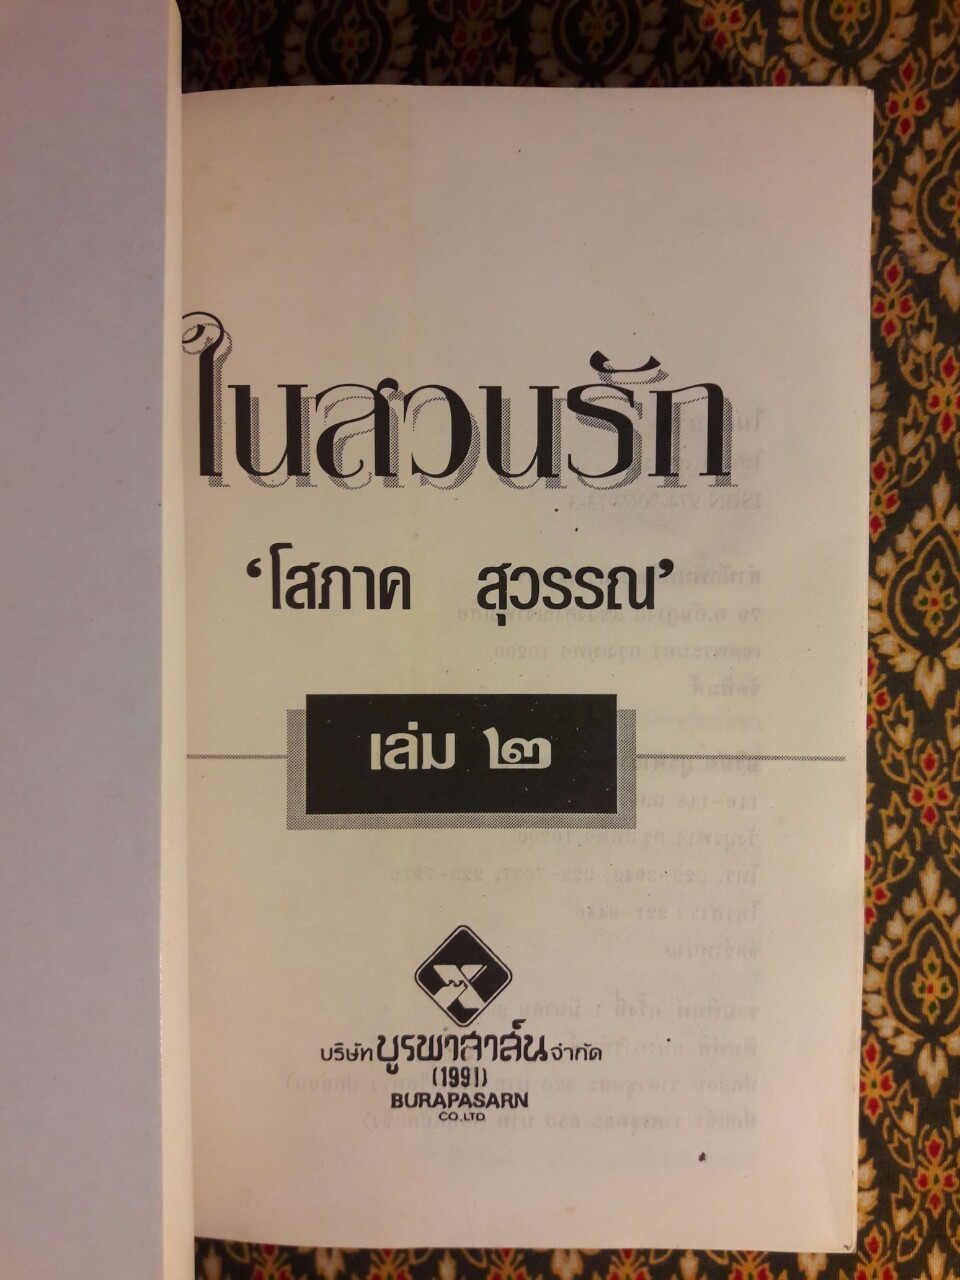 ในสวนรัก
‘โสภาค สุวรรณ’
เล่ม ๒
บริษัท บูรพาสาส์น จำกัด
(1991)
BURAPASARN
CO.LTD